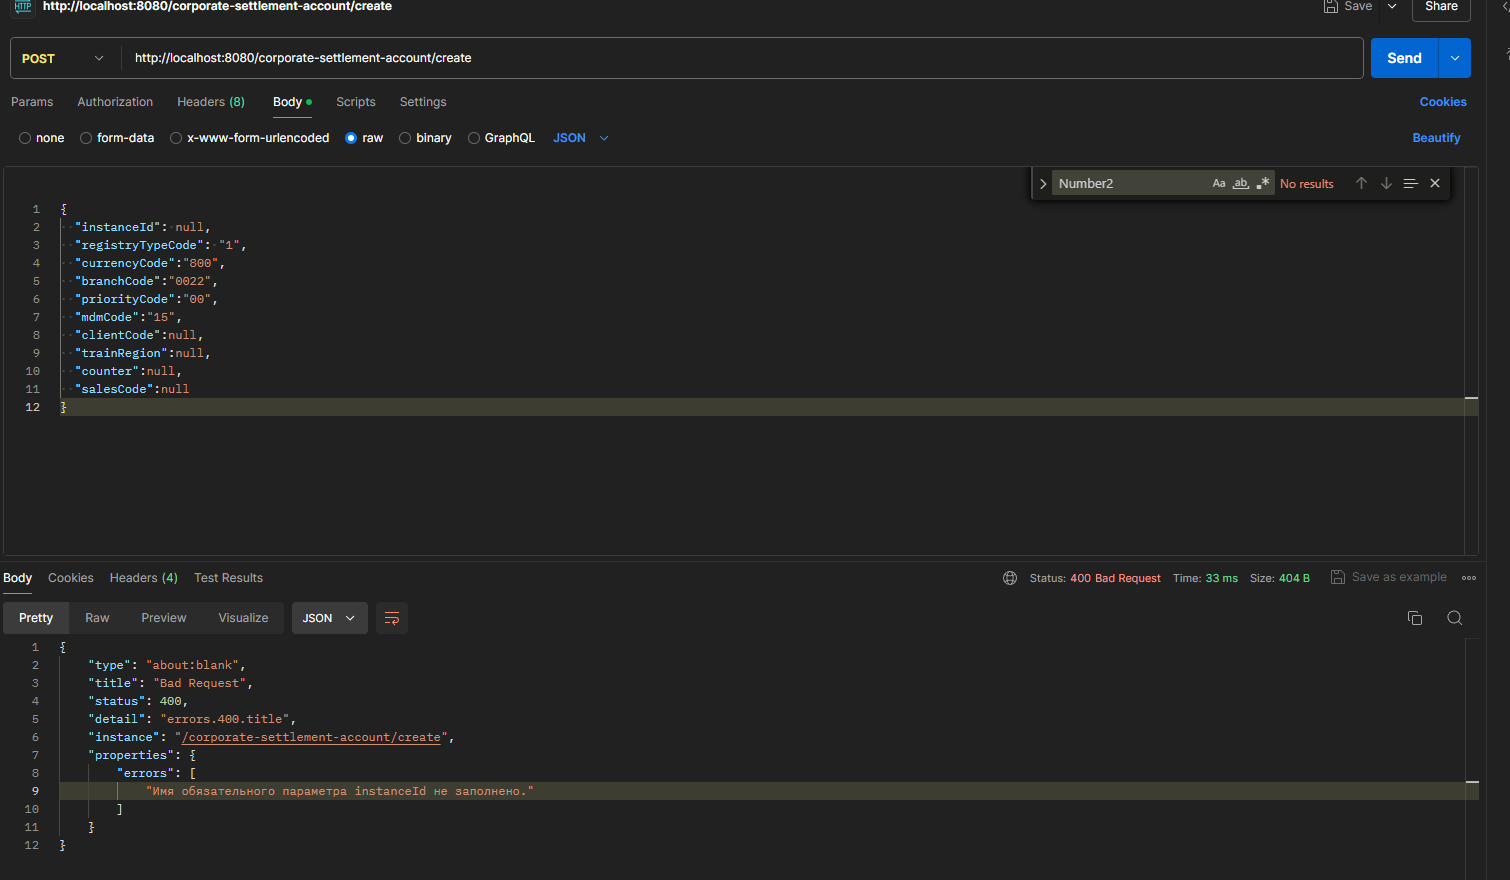 HTTP http://localhost:8080/corporate-settlement-account/create Save Share
POST http://localhost:8080/corporate-settlement-account/create Send
Params Authorization Headers (8) Body Scripts Settings Cookies
none form-data x-www-form-urlencoded raw binary GraphQL JSON Beautify
Number2 Aa ab .* No results
1 {
2 "instanceId": null,
3 "registryTypeCode": "1",
4 "currencyCode":"800",
5 "branchCode":"0022",
6 "priorityCode":"00",
7 "mdmCode":"15",
8 "clientCode":null,
9 "trainRegion":null,
10 "counter":null,
11 "salesCode":null
12 }
Body Cookies Headers (4) Test Results Status: 400 Bad Request Time: 33 ms Size: 404 B Save as example
Pretty Raw Preview Visualize JSON
1 {
2 "type": "about:blank",
3 "title": "Bad Request",
4 "status": 400,
5 "detail": "errors.400.title",
6 "instance": "/corporate-settlement-account/create",
7 "properties": {
8 "errors": [
9 "Имя обязательного параметра instanceId не заполнено."
10 ]
11 }
12 }